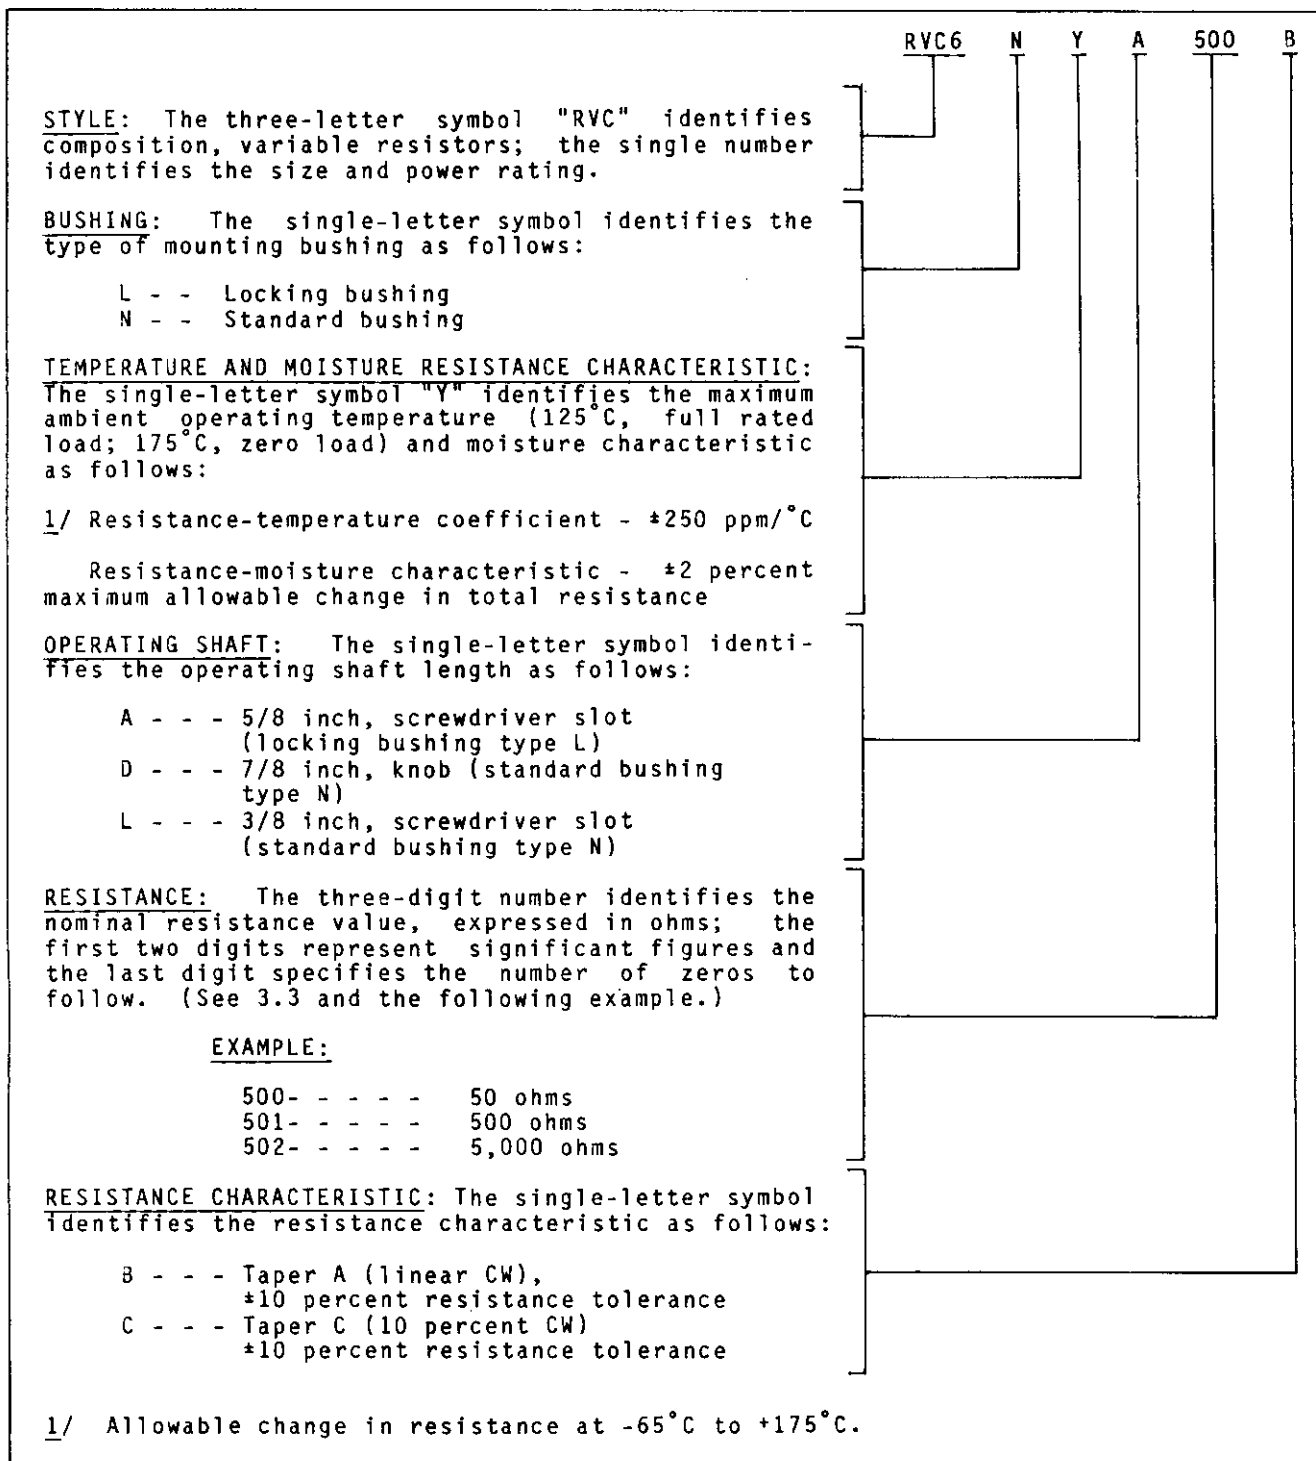 RVC6 N Y A 500 B
STYLE: The three-letter symbol "RVC" identifies
composition, variable resistors; the single number
identifies the size and power rating.
BUSHING: The single-letter symbol identifies the
type of mounting bushing as follows:
L - - Locking bushing
N - - Standard bushing
TEMPERATURE AND MOISTURE RESISTANCE CHARACTERISTIC:
The single-letter symbol "Y" identifies the maximum
ambient operating temperature (125°C, full rated
load; 175°C, zero load) and moisture characteristic
as follows:
1/ Resistance-temperature coefficient - ±250 ppm/°C
Resistance-moisture characteristic - ±2 percent
maximum allowable change in total resistance
OPERATING SHAFT: The single-letter symbol identi-
fies the operating shaft length as follows:
A - - - 5/8 inch, screwdriver slot
(locking bushing type L)
D - - - 7/8 inch, knob (standard bushing
type N)
L - - - 3/8 inch, screwdriver slot
(standard bushing type N)
RESISTANCE: The three-digit number identifies the
nominal resistance value, expressed in ohms; the
first two digits represent significant figures and
the last digit specifies the number of zeros to
follow. (See 3.3 and the following example.)
EXAMPLE:
500- - - - - 50 ohms
501- - - - - 500 ohms
502- - - - - 5,000 ohms
RESISTANCE CHARACTERISTIC: The single-letter symbol
identifies the resistance characteristic as follows:
B - - - Taper A (linear CW),
±10 percent resistance tolerance
C - - - Taper C (10 percent CW)
±10 percent resistance tolerance
1/ Allowable change in resistance at -65°C to +175°C.